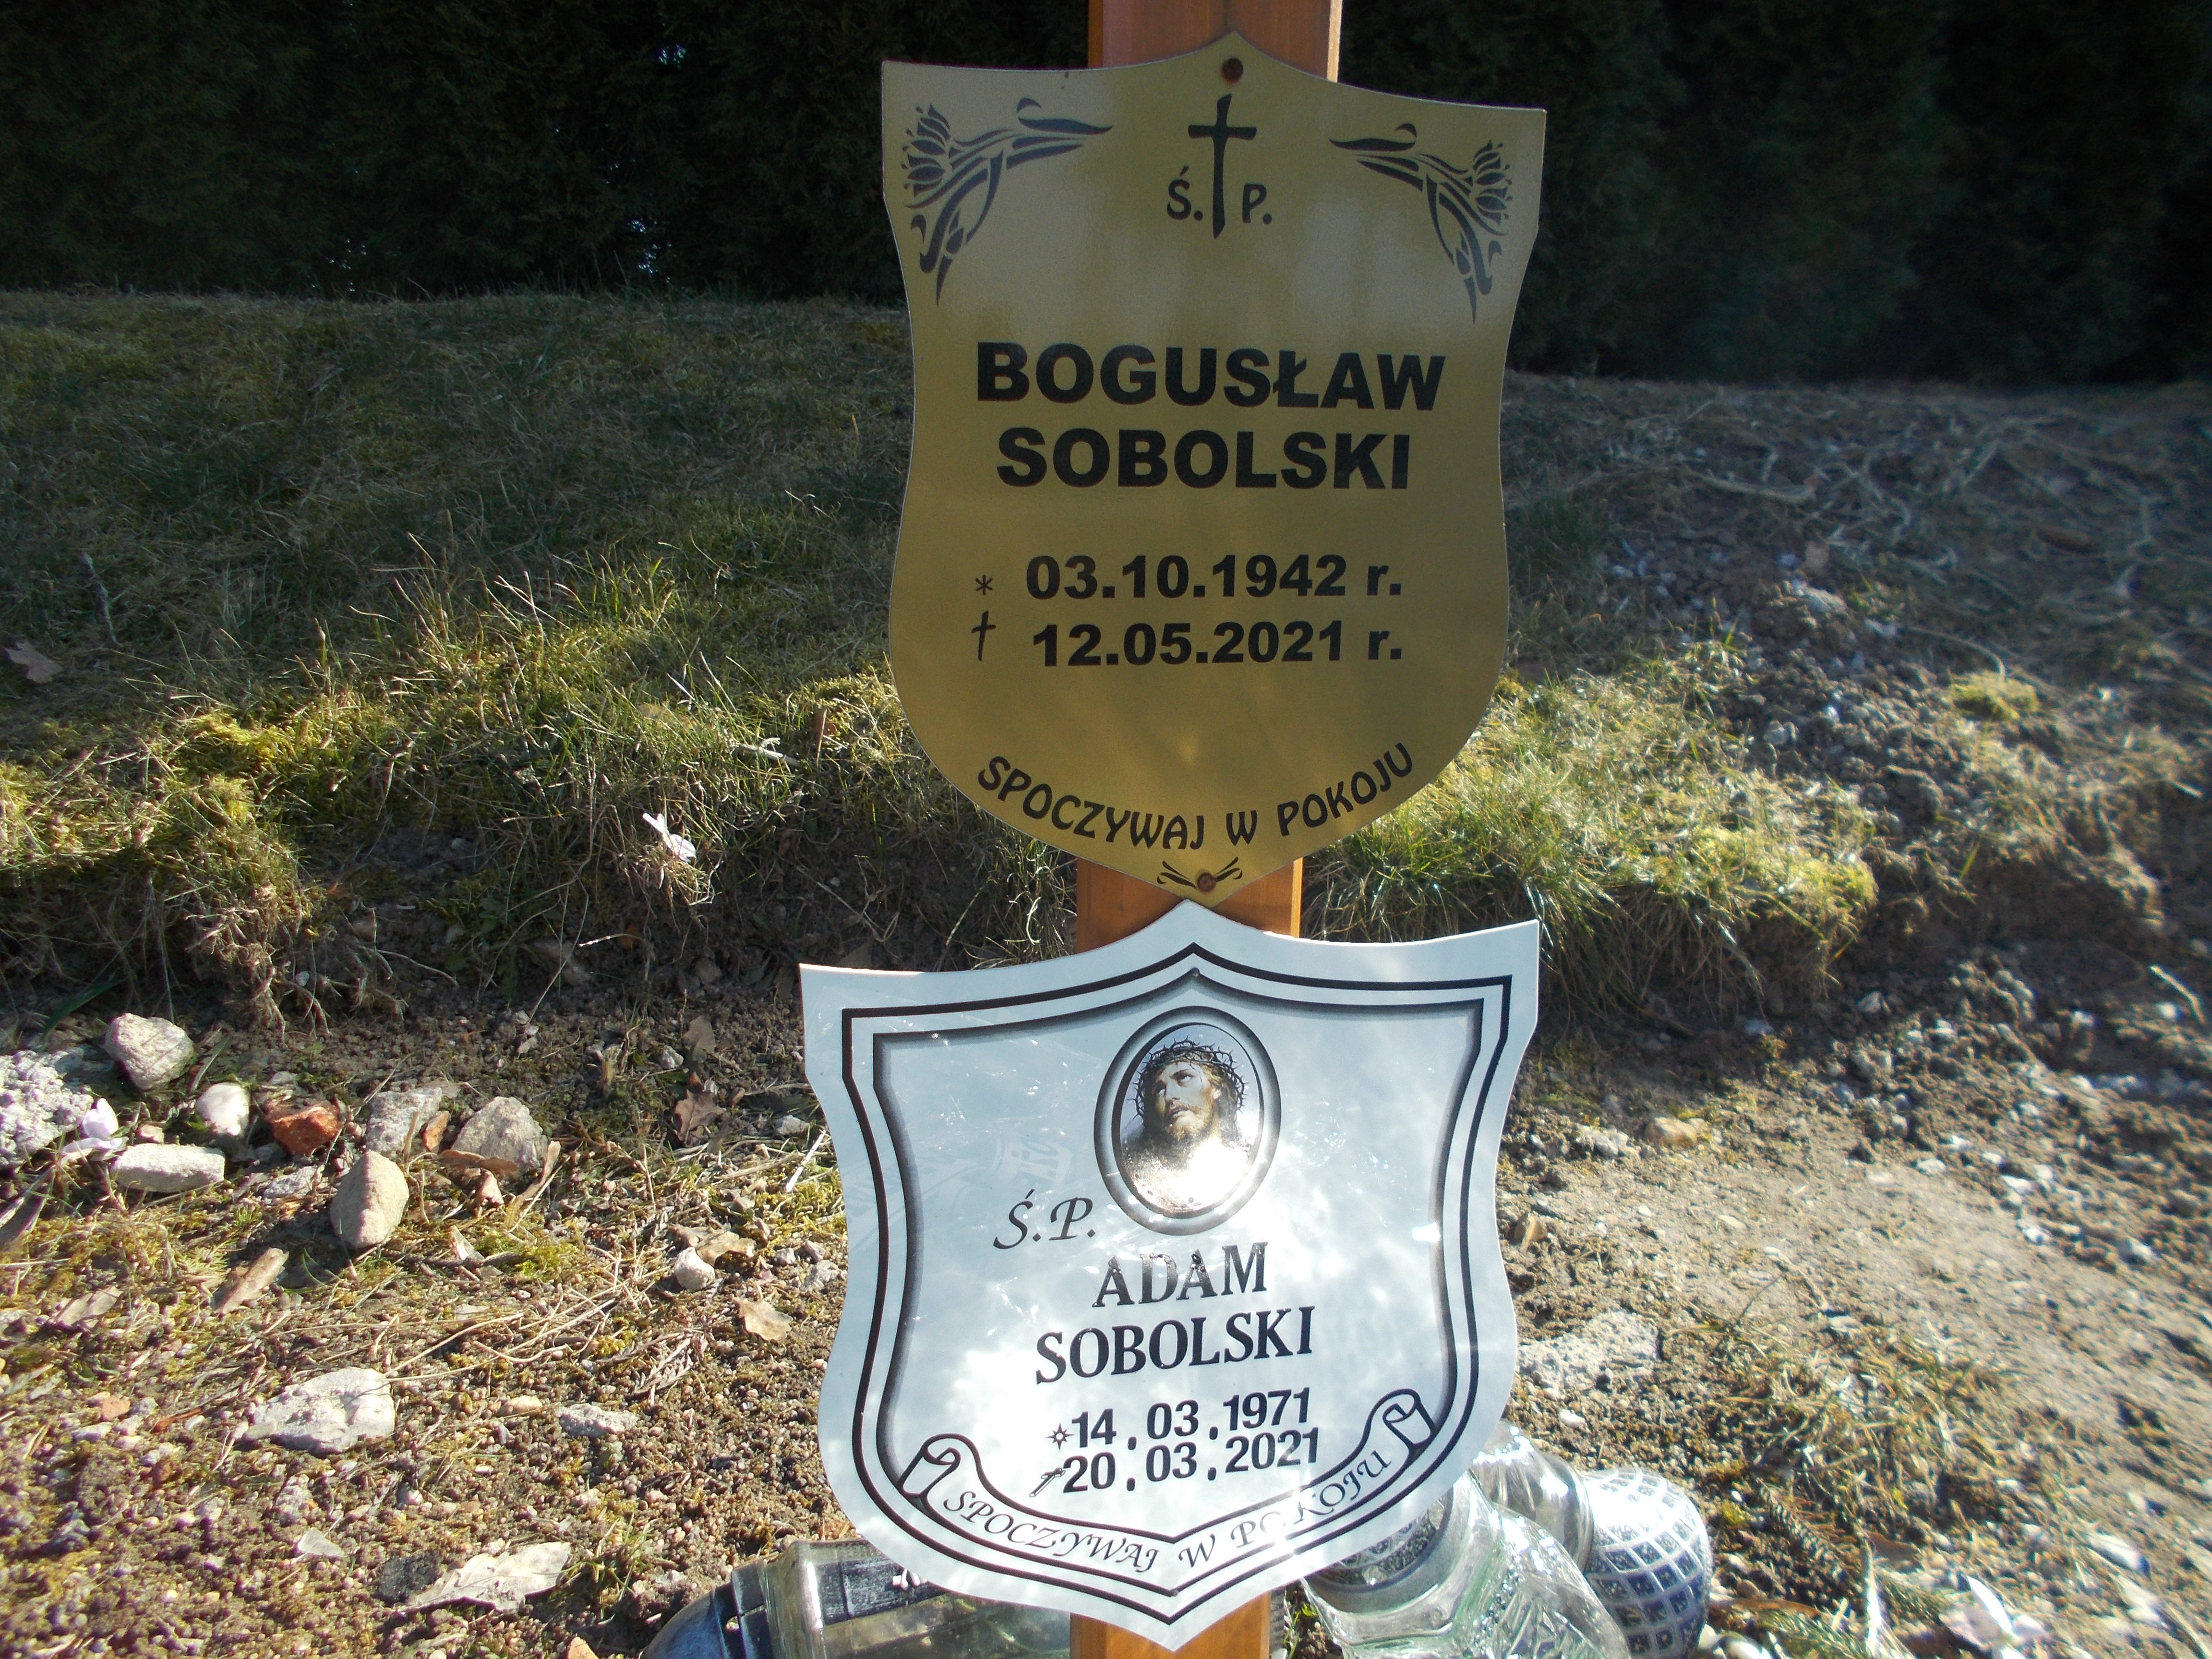 Ś. P.
BOGUSŁAW
SOBOLSKI
* 03.10.1942 r.
† 12.05.2021 r.
SPOCZYWAJ W POKOJU
Ś.P.
ADAM
SOBOLSKI
14.03.1971
20.03.2021
SPOCZYWAJ W POKOJU